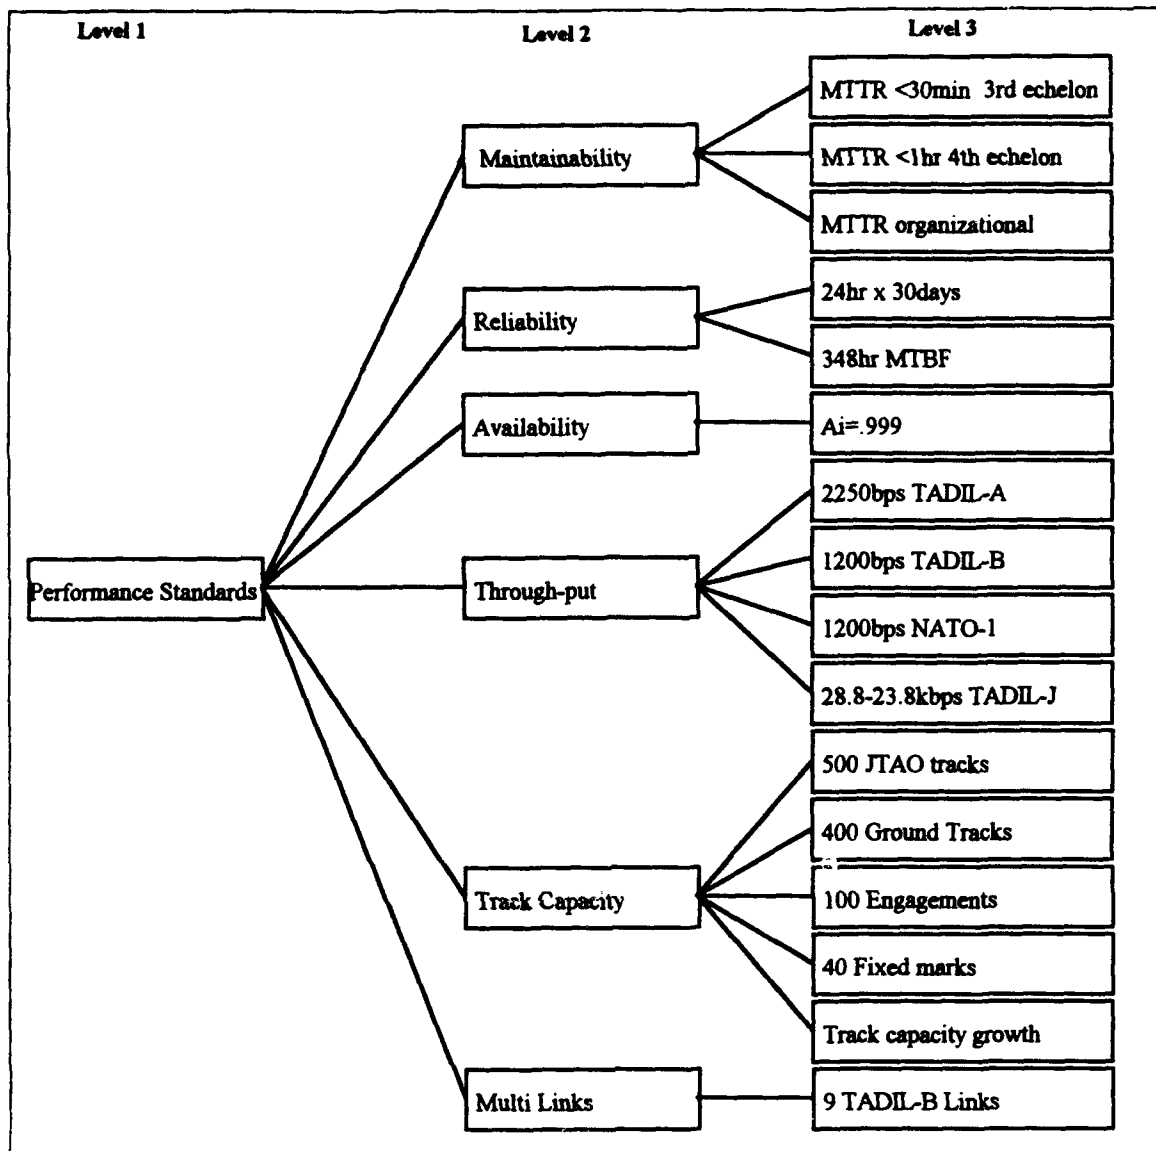 Level 1
Level 2
Level 3
MTTR <30min 3rd echelon
Maintainability
MTTR <1hr 4th echelon
MTTR organizational
24hr x 30days
Reliability
348hr MTBF
Availability
Ai=.999
2250bps TADIL-A
1200bps TADIL-B
Performance Standards
Through-put
1200bps NATO-1
28.8-23.8kbps TADIL-J
500 JTAO tracks
400 Ground Tracks
Track Capacity
100 Engagements
40 Fixed marks
Track capacity growth
Multi Links
9 TADIL-B Links